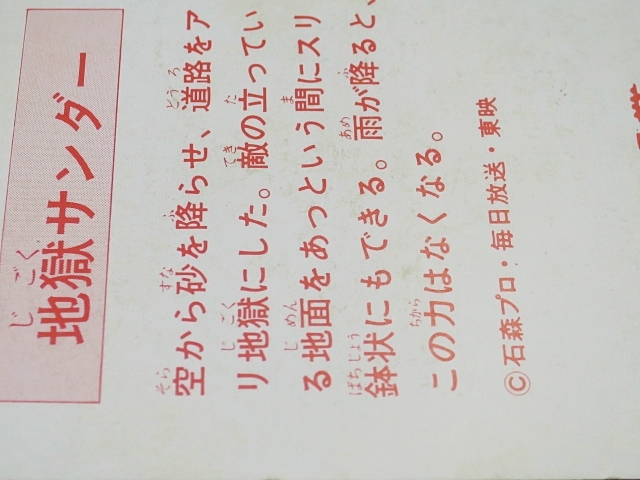 地獄サンダー
空から砂を降らせ、道路をア
リ地獄にした。敵の立ってい
る地面をあっという間にスリ
鉢状にもできる。雨が降ると、
この力はなくなる。
©石森プロ・毎日放送・東映